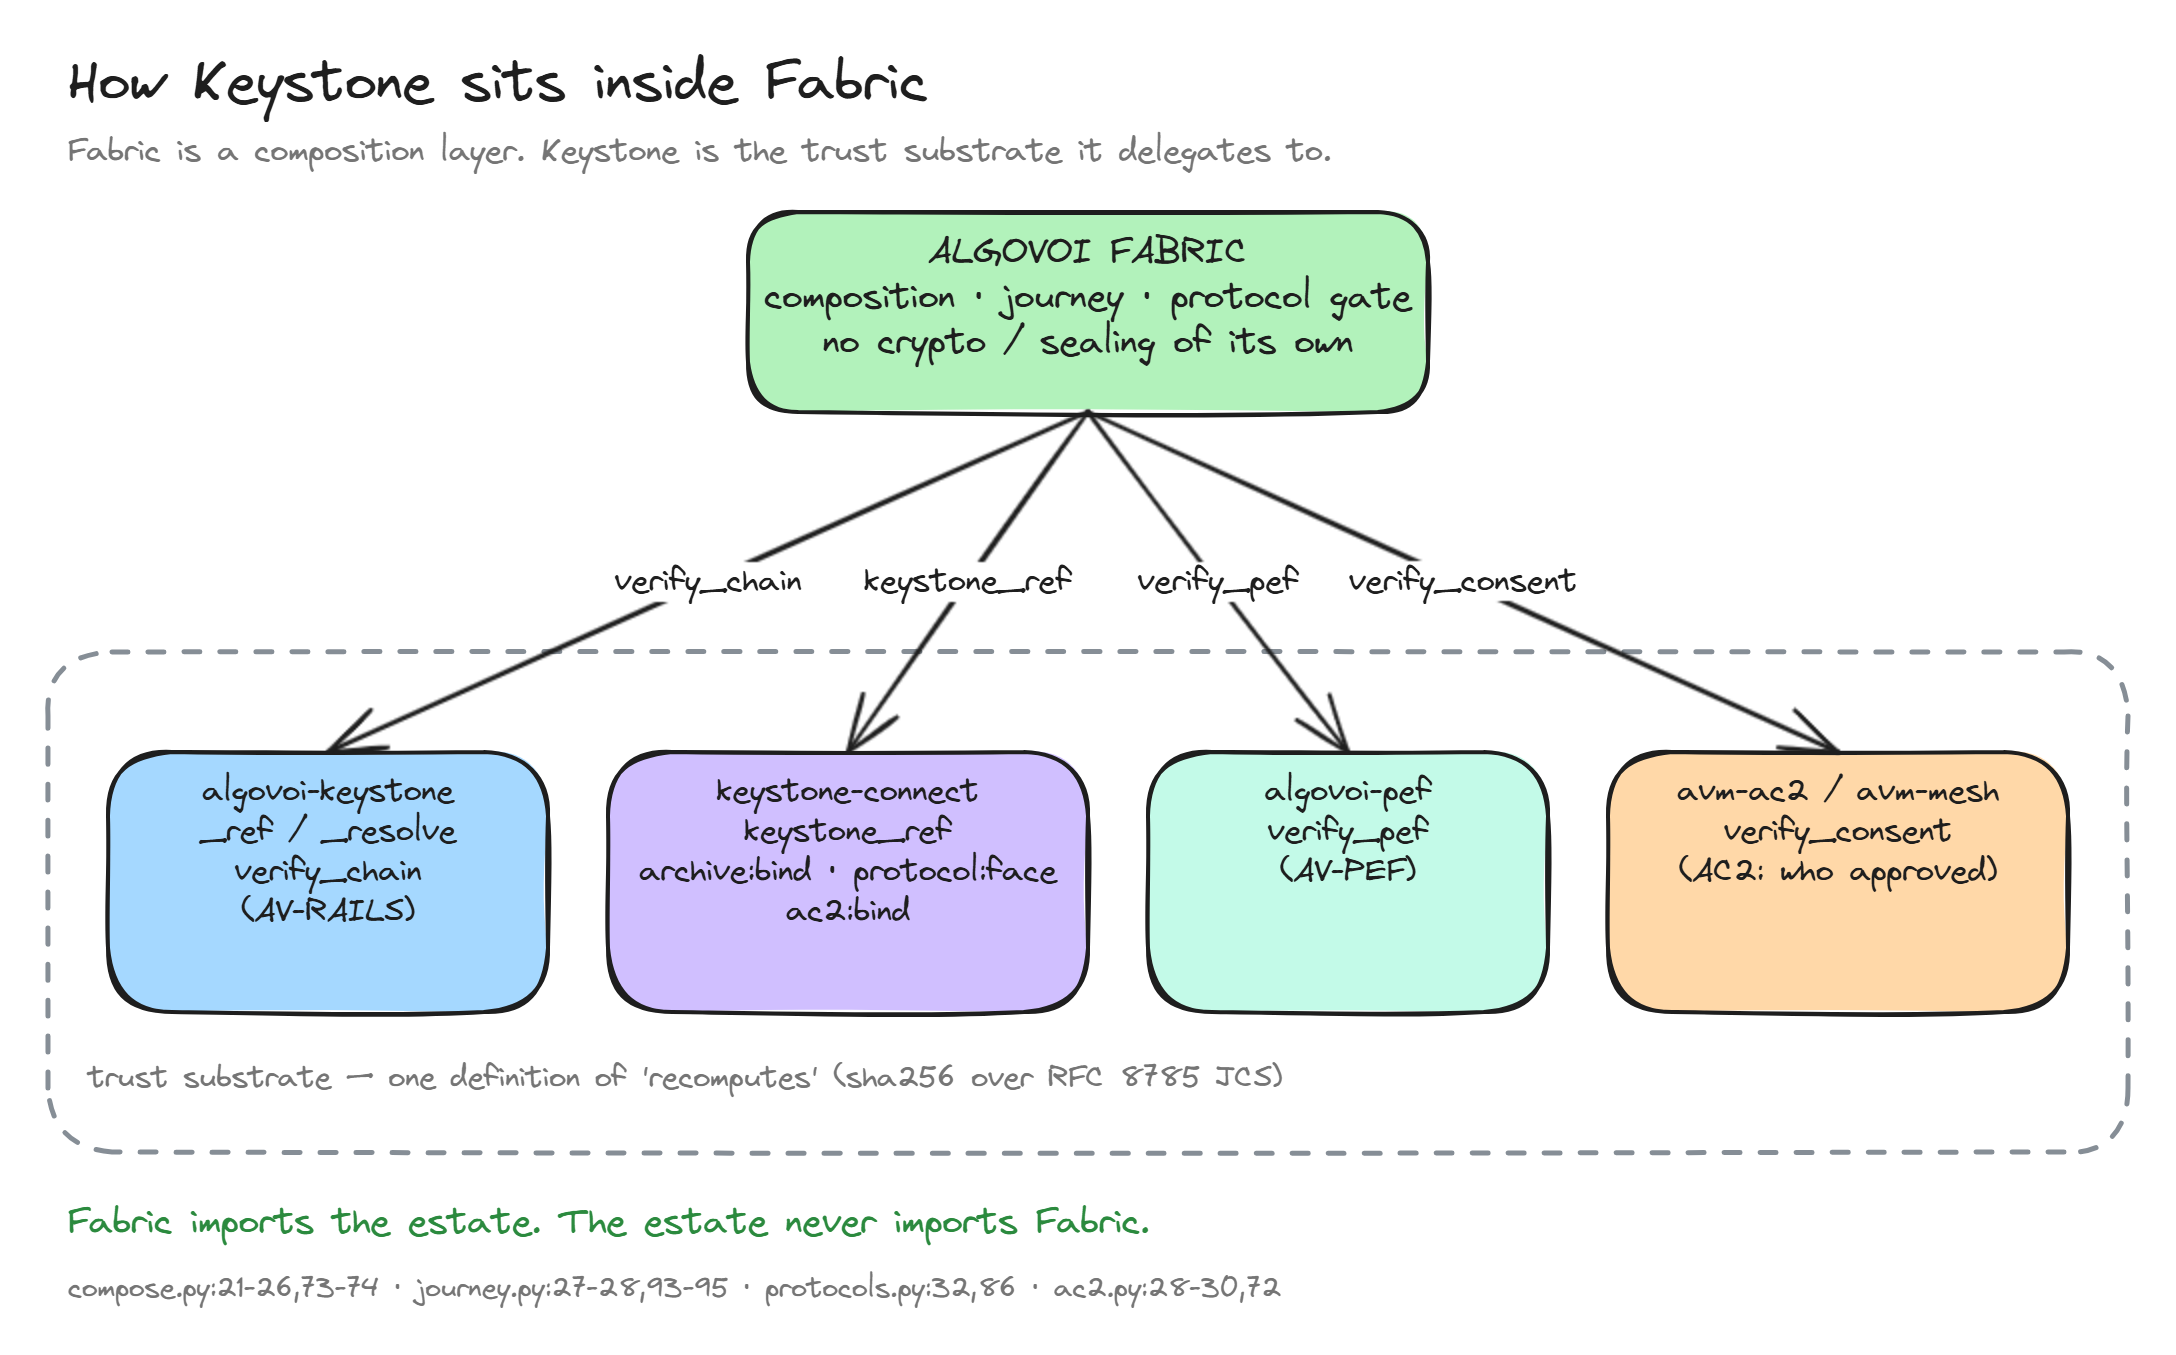 How Keystone sits inside Fabric
Fabric is a composition layer. Keystone is the trust substrate it delegates to.
ALGOVOI FABRIC
composition · journey · protocol gate
no crypto / sealing of its own
verify_chain
keystone_ref
verify_pef
verify_consent
algovoi-keystone
_ref / _resolve
verify_chain
(AV-RAILS)
keystone-connect
keystone_ref
archive:bind · protocol:face
ac2:bind
algovoi-pef
verify_pef
(AV-PEF)
avm-ac2 / avm-mesh
verify_consent
(AC2: who approved)
trust substrate — one definition of 'recomputes' (sha256 over RFC 8785 JCS)
Fabric imports the estate. The estate never imports Fabric.
compose.py:21-26,73-74 · journey.py:27-28,93-95 · protocols.py:32,86 · ac2.py:28-30,72